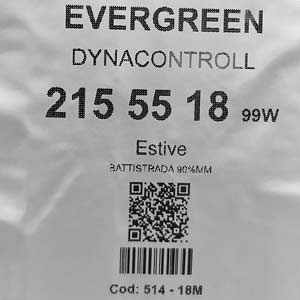 EVERGREEN
DYNACONTROLL
215 55 18 99W
Estive
BATTISTRADA 90%MM
Cod: 514 - 18M